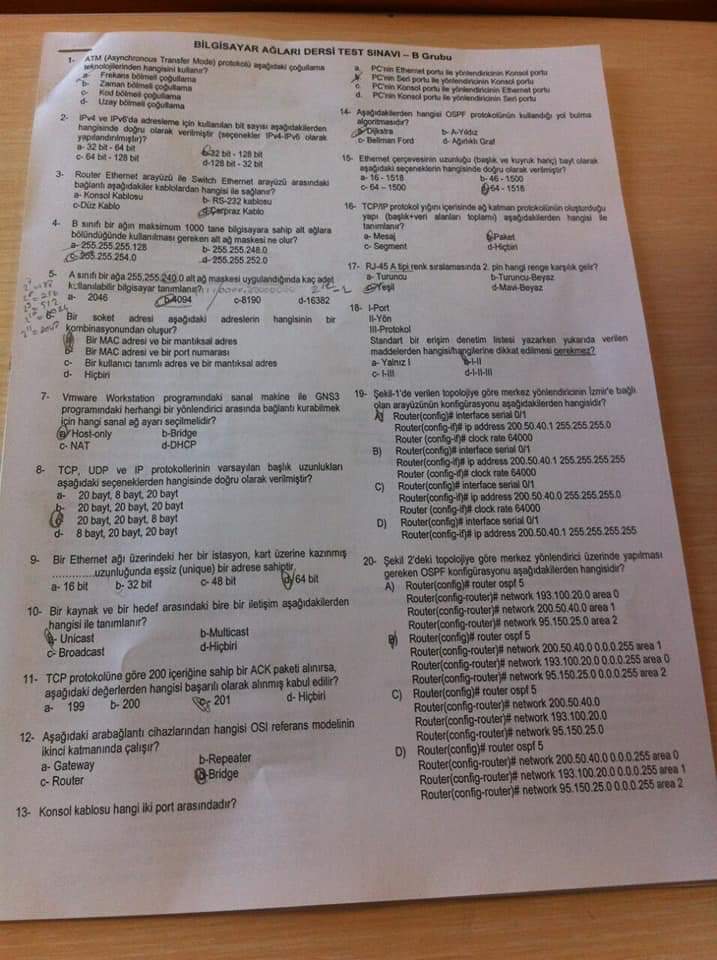 BİLGİSAYAR AĞLARI DERSİ TEST SINAVI – B Grubu
1- ATM (Asynchronous Transfer Mode) protokolü aşağıdaki çoğullama
teknolojilerinden hangisini kullanır?
a- Frekans bölmeli çoğullama
b- Zaman bölmeli çoğullama
c- Kod bölmeli çoğullama
d- Uzay bölmeli çoğullama
2- IPv4 ve IPv6'da adresleme için kullanılan bit sayısı aşağıdakilerden
hangisinde doğru olarak verilmiştir (seçenekler IPv4-IPv6 olarak
yapılandırılmıştır)?
a- 32 bit - 64 bit b-32 bit - 128 bit
c- 64 bit - 128 bit d-128 bit - 32 bit
3- Router Ethernet arayüzü ile Switch Ethernet arayüzü arasındaki
bağlantı aşağıdakiler kablolardan hangisi ile sağlanır?
a- Konsol Kablosu b- RS-232 kablosu
c-Düz Kablo d-Çarpraz Kablo
4- B sınıfı bir ağın maksimum 1000 tane bilgisayara sahip alt ağlara
bölündüğünde kullanılması gereken alt ağ maskesi ne olur?
a- 255.255.255.128 b- 255.255.248.0
c- 255.255.254.0 d- 255.255.252.0
5- A sınıfı bir ağa 255.255.240.0 alt ağ maskesi uygulandığında kaç adet
kullanılabilir bilgisayar tanımlanır?
a- 2046 b-4094 c-8190 d-16382
Bir soket adresi aşağıdaki adreslerin hangisinin bir
kombinasyonundan oluşur?
Bir MAC adresi ve bir mantıksal adres
b- Bir MAC adresi ve bir port numarası
c- Bir kullanıcı tanımlı adres ve bir mantıksal adres
d- Hiçbiri
7- Vmware Workstation programındaki sanal makine ile GNS3
programındaki herhangi bir yönlendirici arasında bağlantı kurabilmek
için hangi sanal ağ ayarı seçilmelidir?
a-Host-only b-Bridge
c- NAT d-DHCP
8- TCP, UDP ve IP protokollerinin varsayılan başlık uzunlukları
aşağıdaki seçeneklerden hangisinde doğru olarak verilmiştir?
a- 20 bayt, 8 bayt, 20 bayt
b- 20 bayt, 20 bayt, 20 bayt
20 bayt, 20 bayt, 8 bayt
d- 8 bayt, 20 bayt, 20 bayt
9- Bir Ethernet ağı üzerindeki her bir istasyon, kart üzerine kazınmış
..............uzunluğunda eşsiz (unique) bir adrese sahiptir.
a- 16 bit b- 32 bit c- 48 bit d-64 bit
10- Bir kaynak ve bir hedef arasındaki bire bir iletişim aşağıdakilerden
hangisi ile tanımlanır?
a- Unicast b-Multicast
c- Broadcast d-Hiçbiri
11- TCP protokolüne göre 200 içeriğine sahip bir ACK paketi alınırsa,
aşağıdaki değerlerden hangisi başarılı olarak alınmış kabul edilir?
a- 199 b- 200 c- 201 d- Hiçbiri
12- Aşağıdaki arabağlantı cihazlarından hangisi OSI referans modelinin
ikinci katmanında çalışır?
a- Gateway b-Repeater
c- Router d-Bridge
13- Konsol kablosu hangi iki port arasındadır?
a. PC'nin Ethernet portu ile yönlendiricinin Konsol portu
PC'nin Seri portu ile yönlendiricinin Konsol portu
c. PC'nin Konsol portu ile yönlendiricinin Ethernet portu
d. PC'nin Konsol portu ile yönlendiricinin Seri portu
14- Aşağıdakilerden hangisi OSPF protokolünün kullandığı yol bulma
algoritmasıdır?
a-Dijkstra b- A-Yıldız
c- Bellman Ford d- Ağırlıklı Graf
15- Ethernet çerçevesinin uzunluğu (başlık ve kuyruk hariç) bayt olarak
aşağıdaki seçeneklerin hangisinde doğru olarak verilmiştir?
a- 16 - 1518 b- 46 - 1500
c- 64 – 1500 d-64 - 1518
16- TCP/IP protokol yığını içerisinde ağ katman protokolünün oluşturduğu
yapı (başlık+veri alanları toplamı) aşağıdakilerden hangisi ile
tanımlanır?
a- Mesaj b-Paket
c- Segment d-Hiçbiri
17- RJ-45 A tipi renk sıralamasında 2. pin hangi renge karşılık gelir?
a- Turuncu b-Turuncu-Beyaz
c-Yeşil d-Mavi-Beyaz
18- I-Port
II-Yön
III-Protokol
Standart bir erişim denetim listesi yazarken yukarıda verilen
maddelerden hangisi/hangilerine dikkat edilmesi gerekmez?
a- Yalnız I b-I-II
c- I-III d-I-II-III
19- Şekil-1'de verilen topolojiye göre merkez yönlendiricinin İzmir'e bağlı
olan arayüzünün konfigürasyonu aşağıdakilerden hangisidir?
A) Router(config)# interface serial 0/1
Router(config-if)# ip address 200.50.40.1 255.255.255.0
Router (config-if)# clock rate 64000
B) Router(config)# interface serial 0/1
Router(config-if)# ip address 200.50.40.1 255.255.255.255
Router (config-if)# clock rate 64000
C) Router(config)# interface serial 0/1
Router (config-if)# ip address 200.50.40.0 255.255.255.0
Router (config-if)# clock rate 64000
D) Router(config)# interface serial 0/1
Router(config-if)# ip address 200.50.40.1 255.255.255.255
20- Şekil 2'deki topolojiye göre merkez yönlendirici üzerinde yapılması
gereken OSPF konfigürasyonu aşağıdakilerden hangisidir?
A) Router(config)# router ospf 5
Router(config-router)# network 193.100.20.0 area 0
Router(config-router)# network 200.50.40.0 area 1
Router(config-router)# network 95.150.25.0 area 2
B) Router(config)# router ospf 5
Router(config-router)# network 200.50.40.0 0.0.0.255 area 1
Router(config-router)# network 193.100.20.0 0.0.0.255 area 0
Router(config-router)# network 95.150.25.0 0.0.0.255 area 2
C) Router(config)# router ospf 5
Router(config-router)# network 200.50.40.0
Router(config-router)# network 193.100.20.0
Router(config-router)# network 95.150.25.0
D) Router(config)# router ospf 5
Router(config-router)# network 200.50.40.0 0.0.0.255 area 0
Router(config-router)# network 193.100.20.0 0.0.0.255 area 1
Router(config-router)# network 95.150.25.0 0.0.0.255 area 2